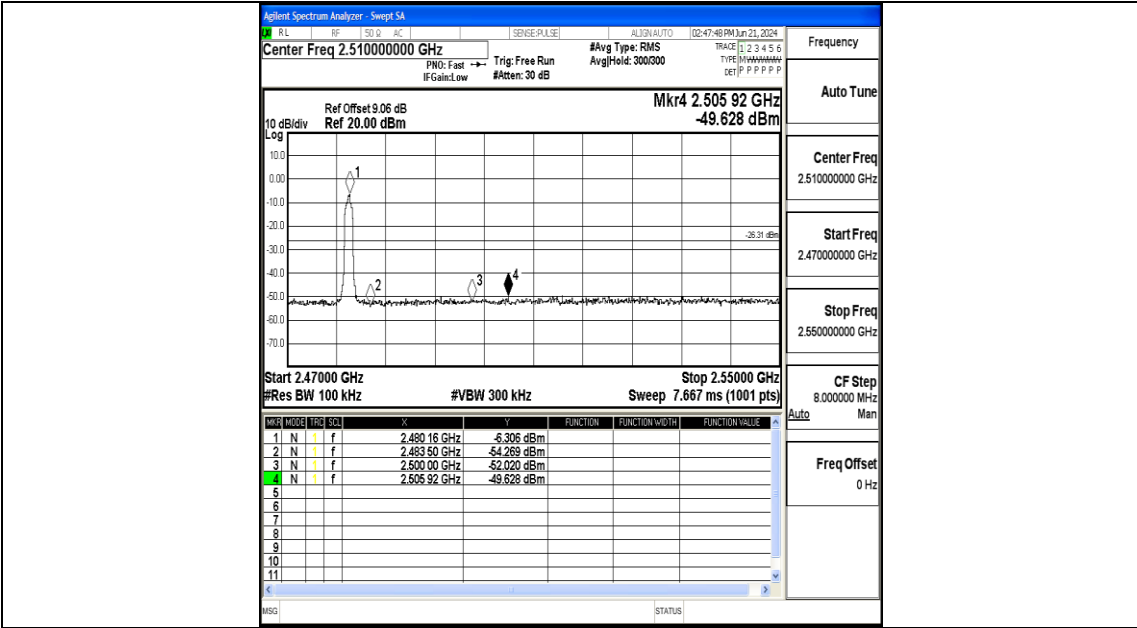 Agilent Spectrum Analyzer - Swept SA
RL RF 50 Ω AC SENSE:PULSE ALIGN AUTO 02:47:48 PM Jun 21, 2024
Center Freq 2.510000000 GHz
PNO: Fast
IFGain:Low
Trig: Free Run
#Atten: 30 dB
#Avg Type: RMS
Avg|Hold: 300/300
TRACE 1 2 3 4 5 6
TYPE
DET P P P P P P
Mkr4 2.505 92 GHz
-49.628 dBm
Ref Offset 9.06 dB
Ref 20.00 dBm
10 dB/div
Log
10.0
0.00
-10.0
-20.0
-30.0
-40.0
-50.0
-60.0
-70.0
1
2
3
4
-26.31 dBm
Start 2.47000 GHz Stop 2.55000 GHz
#Res BW 100 kHz #VBW 300 kHz Sweep 7.667 ms (1001 pts)
MKR MODE TRC SCL X Y FUNCTION FUNCTION WIDTH FUNCTION VALUE
1 N 1 f 2.480 16 GHz -6.306 dBm
2 N 1 f 2.483 50 GHz -54.269 dBm
3 N 1 f 2.500 00 GHz -52.020 dBm
4 N 1 f 2.505 92 GHz -49.628 dBm
5
6
7
8
9
10
11
MSG STATUS
Frequency
Auto Tune
Center Freq
2.510000000 GHz
Start Freq
2.470000000 GHz
Stop Freq
2.550000000 GHz
CF Step
8.000000 MHz
Auto Man
Freq Offset
0 Hz